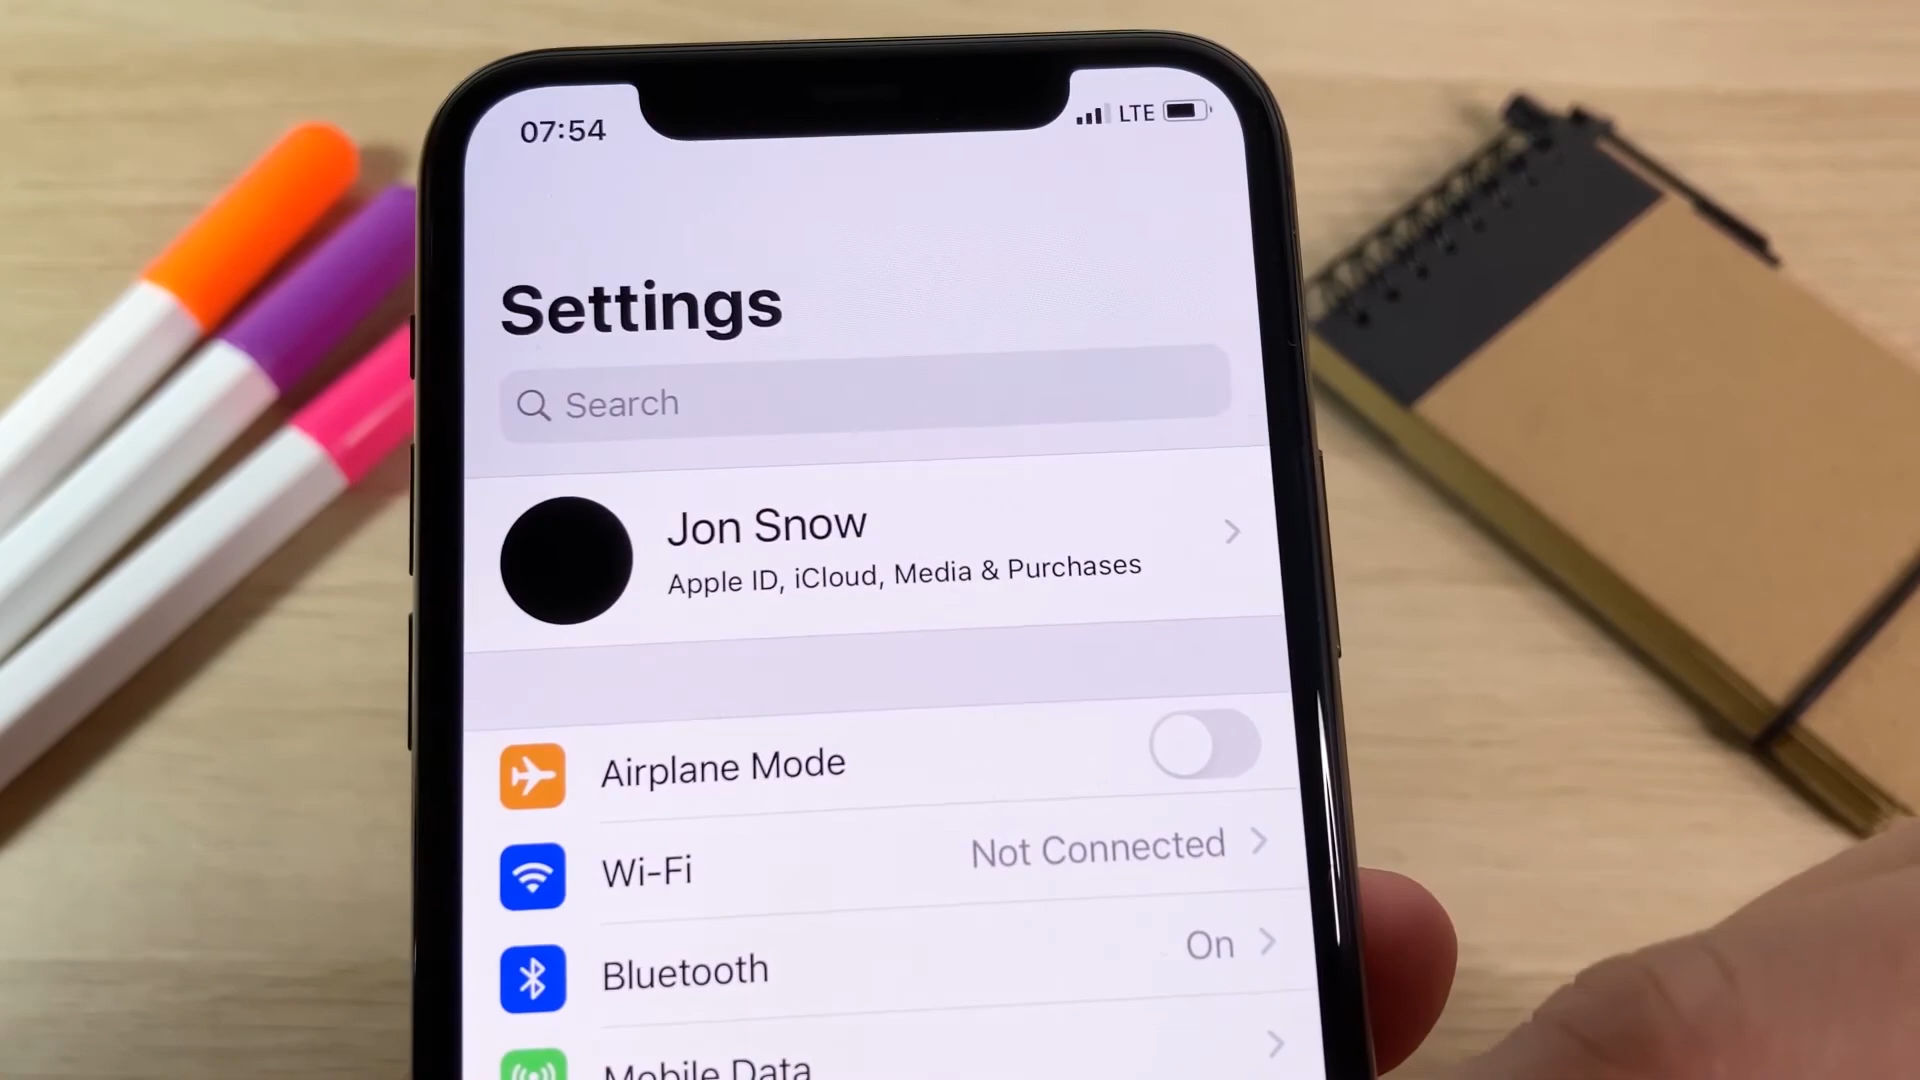 07:54
LTE
Settings
Search
Jon Snow
Apple ID, iCloud, Media & Purchases
Airplane Mode
Wi-Fi
Not Connected
Bluetooth
On
Mobile Data